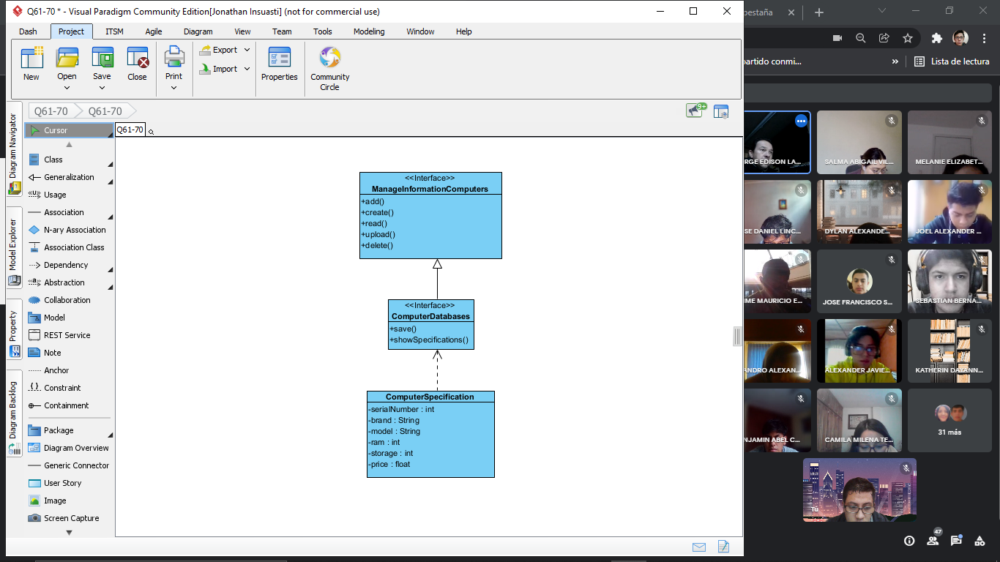 Q61-70 * - Visual Paradigm Community Edition[Jonathan Insuasti] (not for commercial use)
Dash Project ITSM Agile Diagram View Team Tools Modeling Window Help
New Open Save Close Print Export Import Properties Community Circle
Q61-70 Q61-70
9+
Diagram Navigator
Model Explorer
Property
Diagram Backlog
Cursor
Class
Generalization
Usage
Association
N-ary Association
Association Class
Dependency
Abstraction
Collaboration
Model
REST Service
Note
Anchor
Constraint
Containment
Package
Diagram Overview
Generic Connector
User Story
Image
Screen Capture
Q61-70
<<Interface>>
ManageInformationComputers
+add()
+create()
+read()
+upload()
+delete()
<<Interface>>
ComputerDatabases
+save()
+showSpecifications()
ComputerSpecification
-serialNumber : int
-brand : String
-model : String
-ram : int
-storage : int
-price : float
pestaña
partido conmi...
»
Lista de lectura
RGE EDISON LA...
SALMA ABIGAIL VIL...
MELANIE ELIZABET...
SE DANIEL LINC...
DYLAN ALEXANDE...
JOEL ALEXANDER ...
ME MAURICIO E...
JOSE FRANCISCO S...
SEBASTIAN BERNA...
ANDRO ALEXAN...
ALEXANDER JAVIE...
KATHERIN DAYANN...
NJAMIN ABEL C...
CAMILA MILENA TE...
31 más
Tú
47